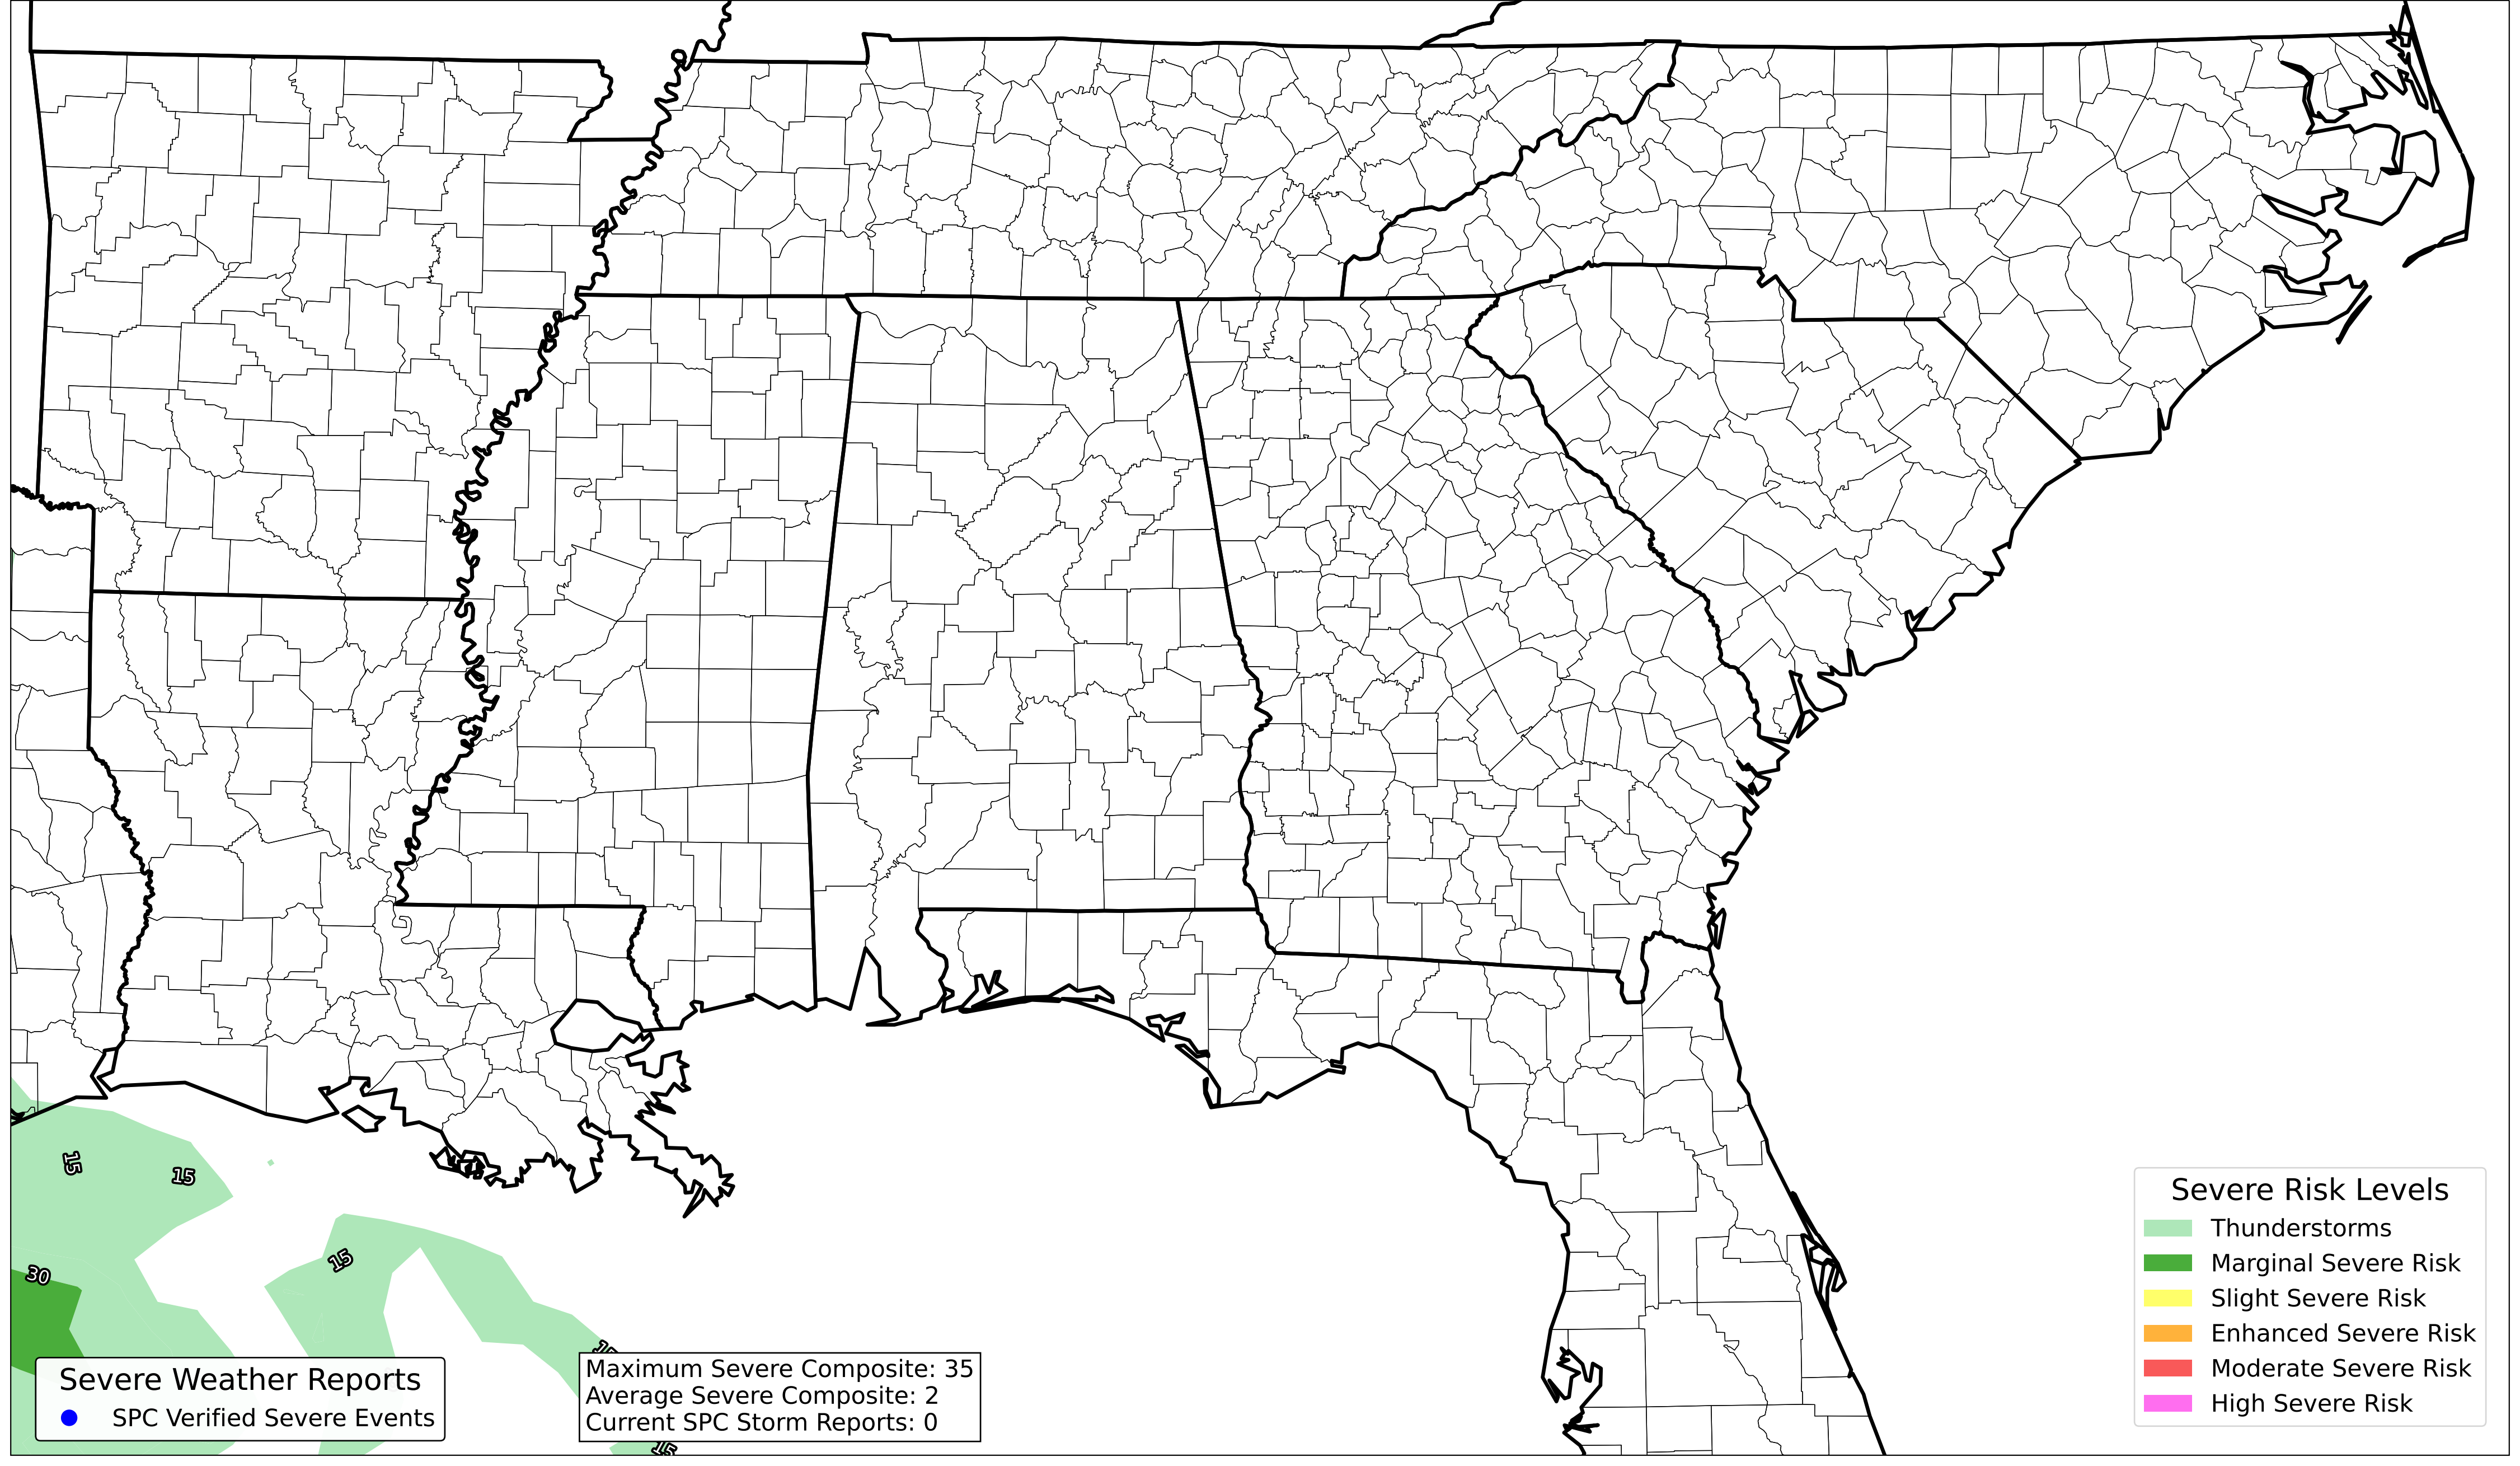 15
15
15
30
15
15
Severe Weather Reports
SPC Verified Severe Events
Maximum Severe Composite: 35
Average Severe Composite: 2
Current SPC Storm Reports: 0
Severe Risk Levels
Thunderstorms
Marginal Severe Risk
Slight Severe Risk
Enhanced Severe Risk
Moderate Severe Risk
High Severe Risk